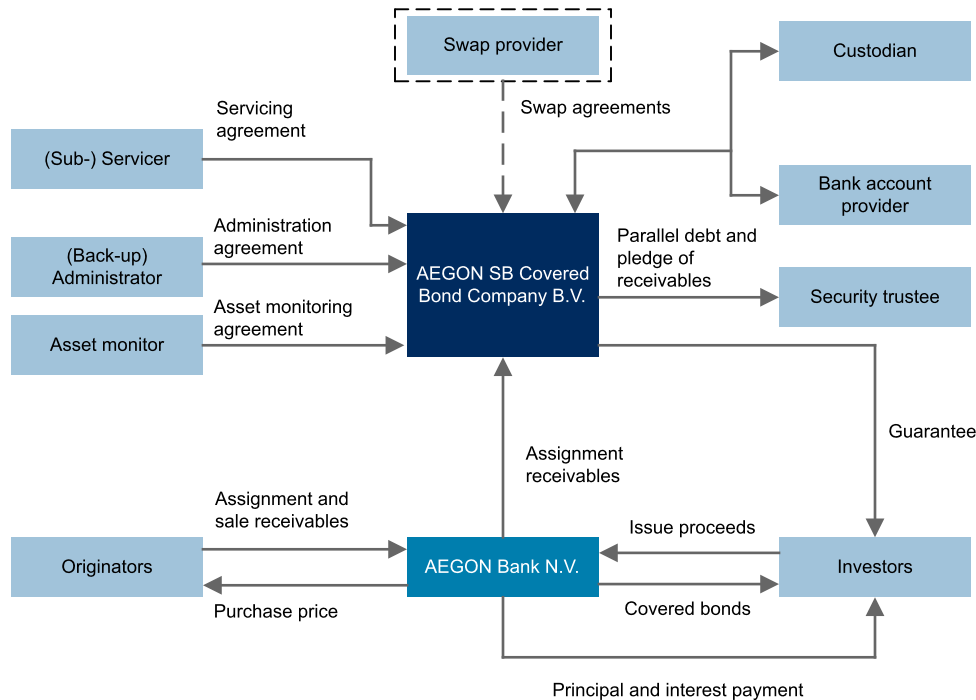 Swap provider
Custodian
Swap agreements
Servicing
agreement
(Sub-) Servicer
Bank account
provider
Administration
agreement
(Back-up)
Administrator
AEGON SB Covered
Bond Company B.V.
Parallel debt and
pledge of
receivables
Security trustee
Asset monitoring
agreement
Asset monitor
Guarantee
Assignment
receivables
Assignment and
sale receivables
Issue proceeds
Originators
AEGON Bank N.V.
Investors
Purchase price
Covered bonds
Principal and interest payment